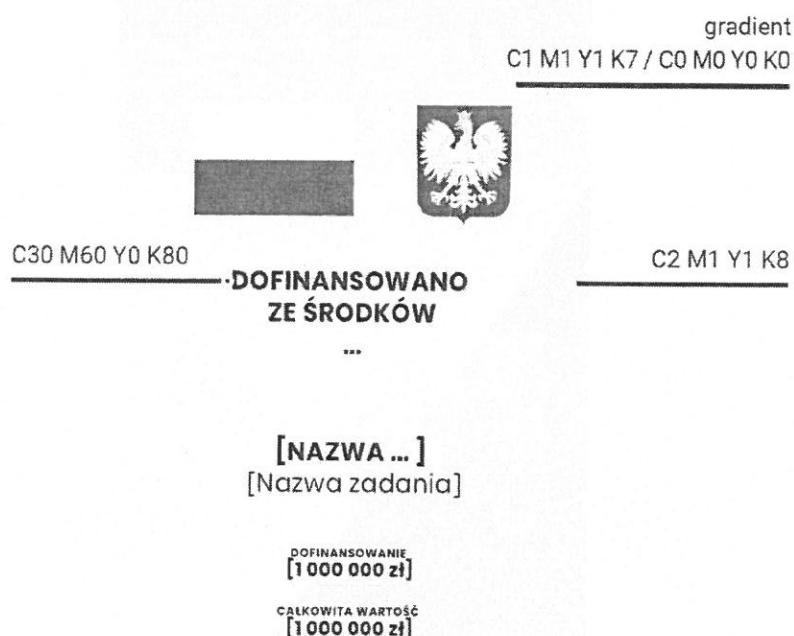 gradient
C1 M1 Y1 K7 / C0 M0 Y0 K0
C30 M60 Y0 K80
C2 M1 Y1 K8
DOFINANSOWANO
ZE ŚRODKÓW
...
[NAZWA ... ]
[Nazwa zadania]
DOFINANSOWANIE
[1 000 000 zł]
CAŁKOWITA WARTOŚĆ
[1 000 000 zł]